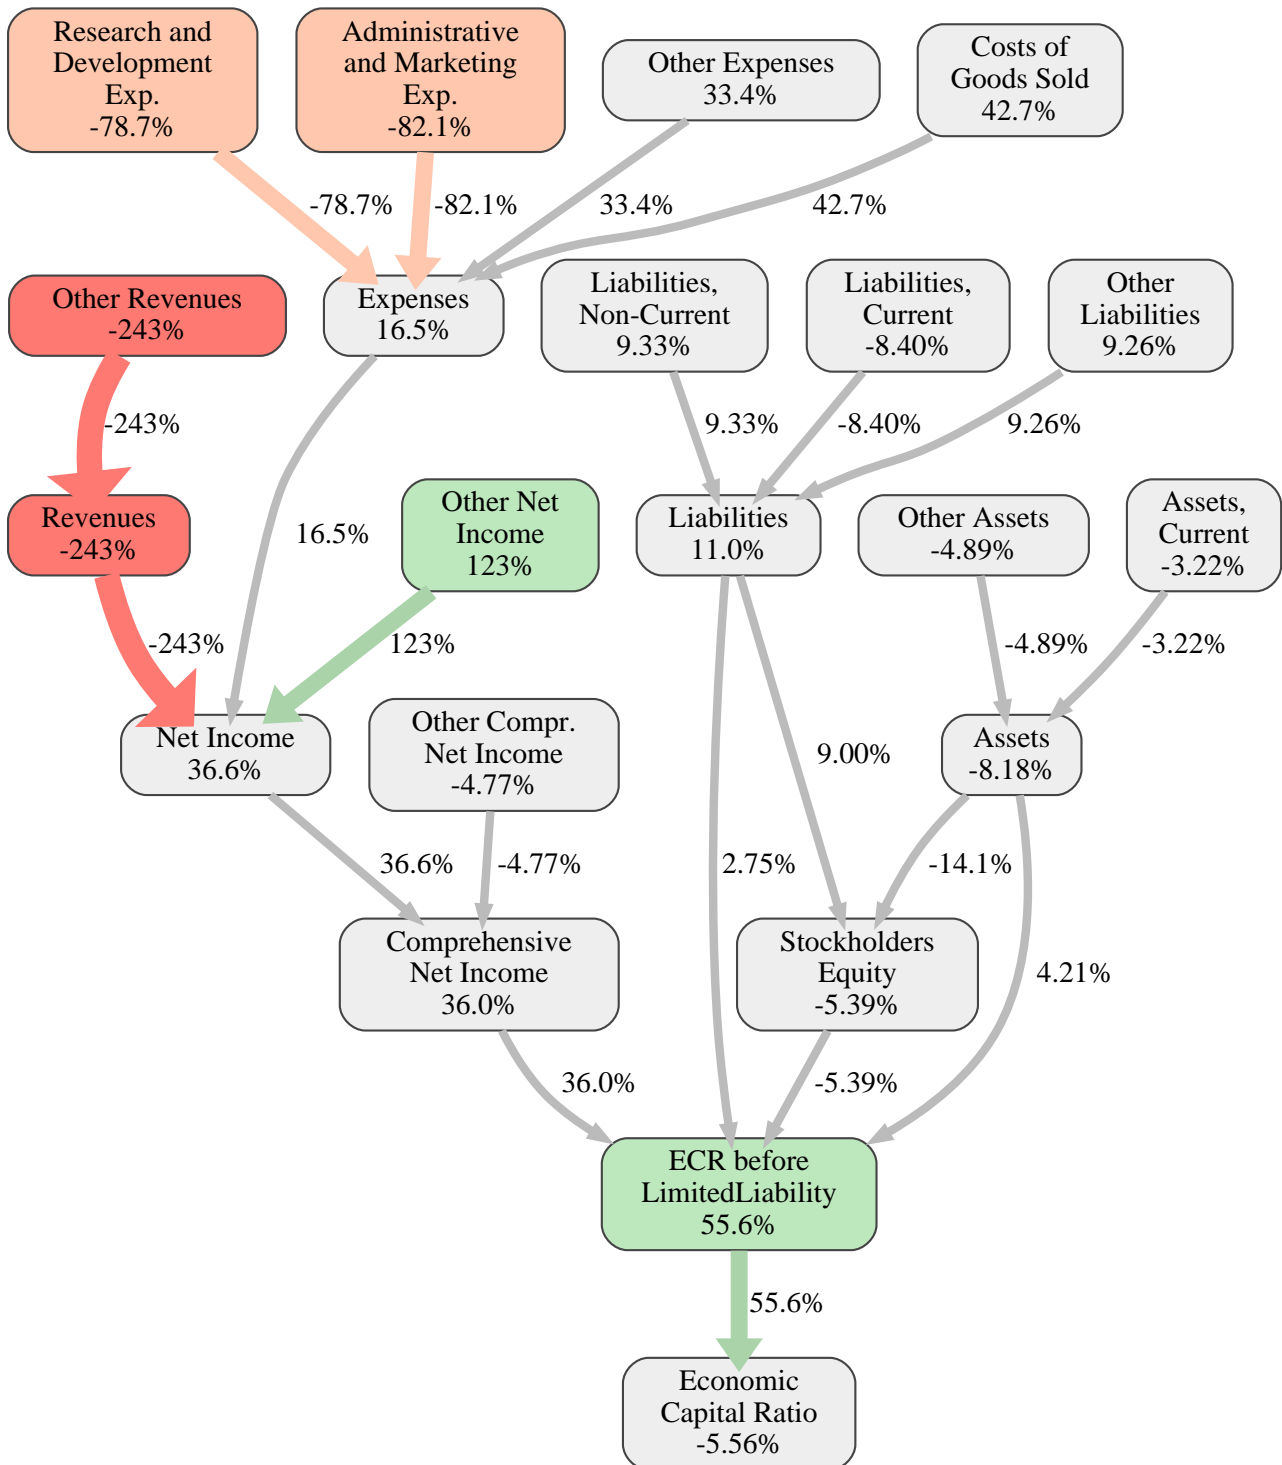 Research and
Development
Exp.
-78.7%
Administrative
and Marketing
Exp.
-82.1%
Other Expenses
33.4%
Costs of
Goods Sold
42.7%
-78.7%
-82.1%
33.4%
42.7%
Other Revenues
-243%
Expenses
16.5%
Liabilities,
Non-Current
9.33%
Liabilities,
Current
-8.40%
Other
Liabilities
9.26%
-243%
9.33%
-8.40%
9.26%
Revenues
-243%
16.5%
Other Net
Income
123%
Liabilities
11.0%
Other Assets
-4.89%
Assets,
Current
-3.22%
-243%
123%
-4.89%
-3.22%
Net Income
36.6%
Other Compr.
Net Income
-4.77%
9.00%
Assets
-8.18%
36.6%
-4.77%
2.75%
-14.1%
Comprehensive
Net Income
36.0%
Stockholders
Equity
-5.39%
4.21%
36.0%
-5.39%
ECR before
LimitedLiability
55.6%
55.6%
Economic
Capital Ratio
-5.56%